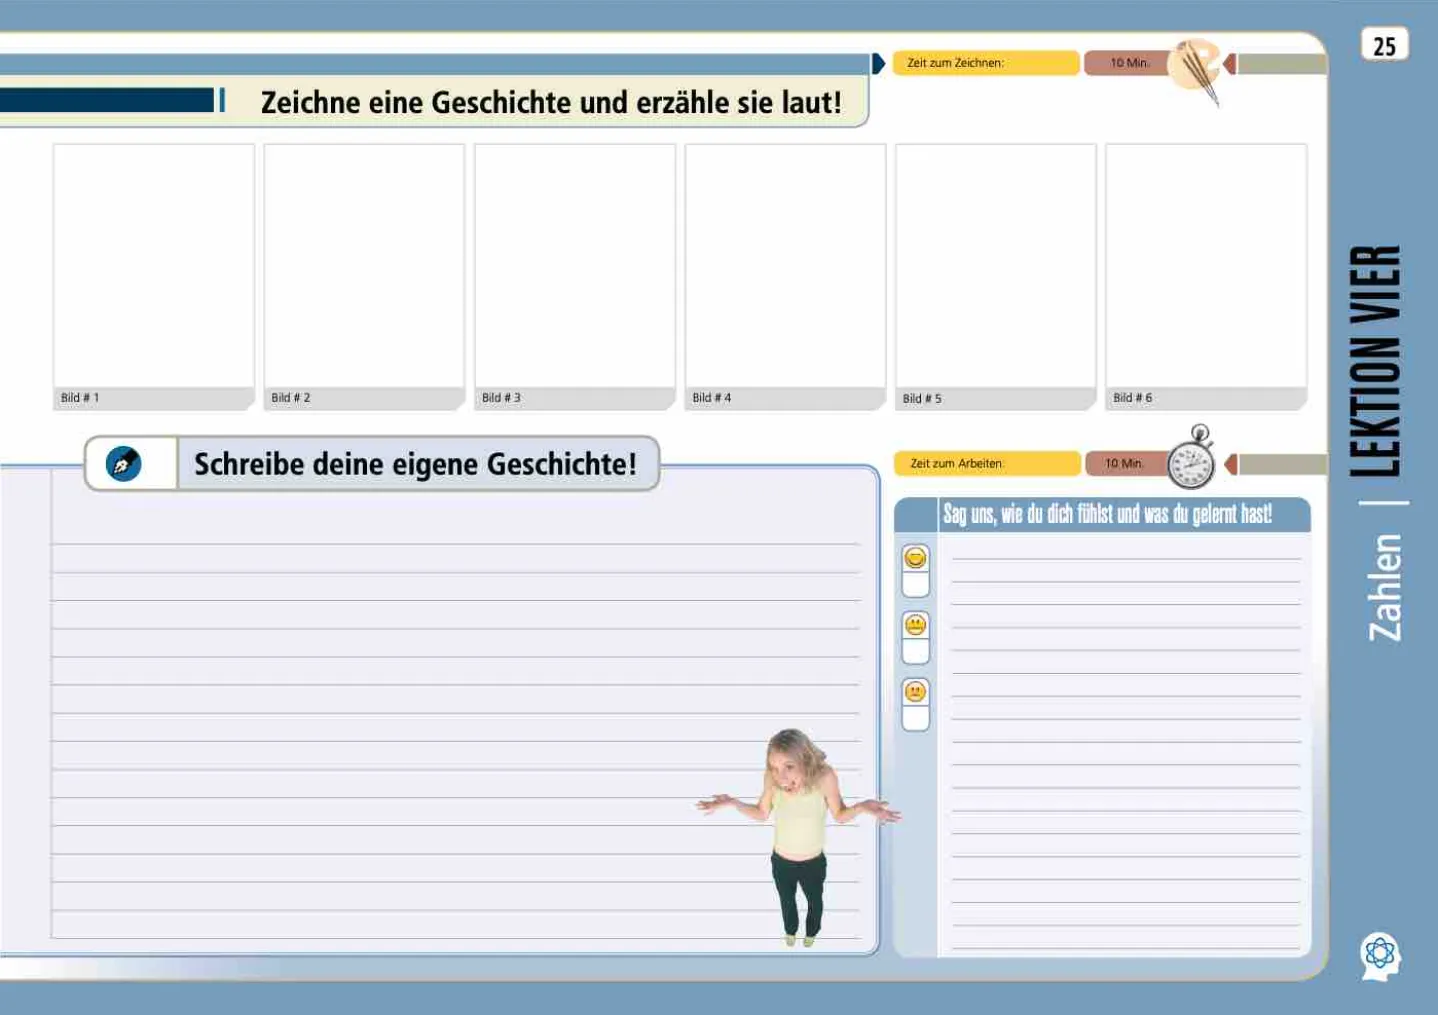 25
Zeit zum Zeichnen:
10 Min.
Zeichne eine Geschichte und erzähle sie laut!
Bild # 1
Bild # 2
Bild # 3
Bild # 4
Bild # 5
Bild # 6
Schreibe deine eigene Geschichte!
Zeit zum Arbeiten:
10 Min.
Sag uns, wie du dich fühlst und was du gelernt hast!
LEKTION VIER
Zahlen